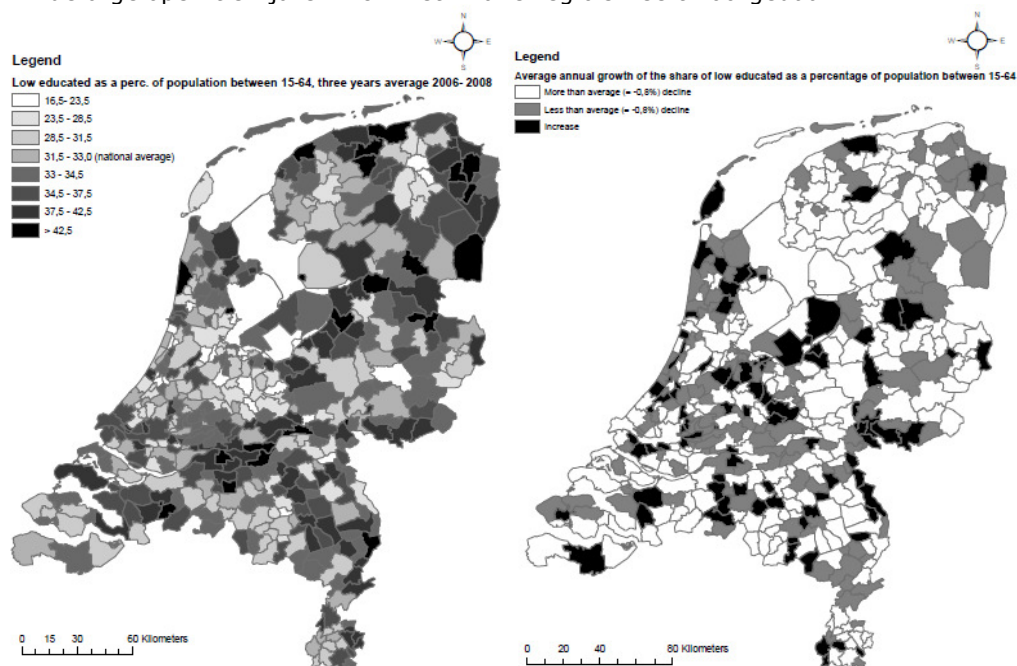 N
W E
S
Legend
Low educated as a perc. of population between 15-64, three years average 2006- 2008
16,5- 23,5
23,5 - 28,5
28,5 - 31,5
31,5 - 33,0 (national average)
33 - 34,5
34,5 - 37,5
37,5 - 42,5
> 42,5
0 15 30 60 Kilometers
N
W E
S
Legend
Average annual growth of the share of low educated as a percentage of population between 15-64
More than average (= -0,8%) decline
Less than average (= -0,8%) decline
Increase
0 20 40 80 Kilometers